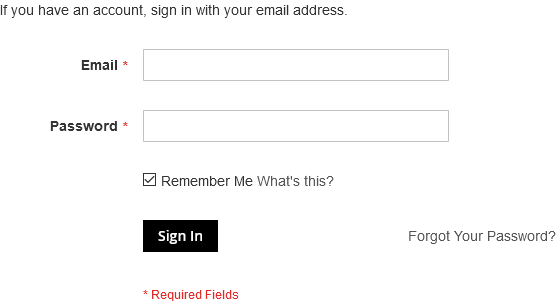 If you have an account, sign in with your email address.
Email *
Password *
Remember Me What's this?
Sign In Forgot Your Password?
* Required Fields